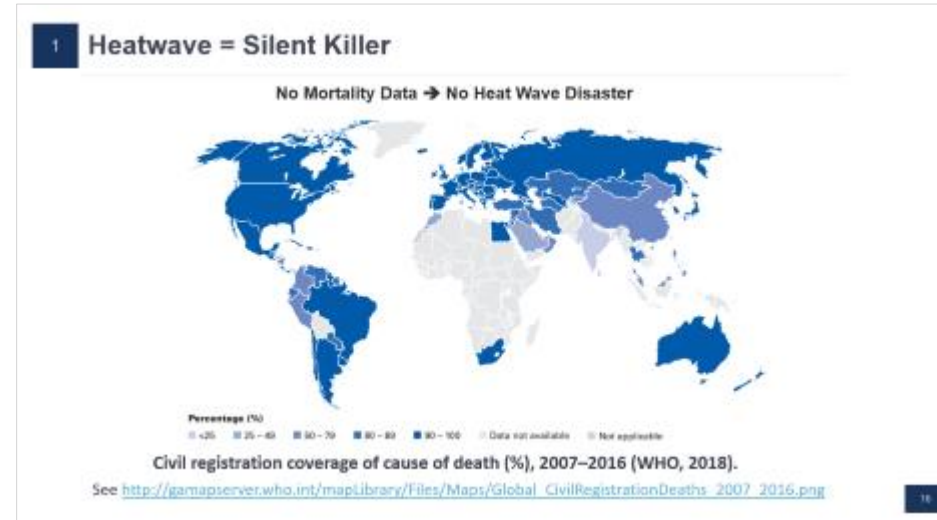 1
Heatwave = Silent Killer
No Mortality Data ➔ No Heat Wave Disaster
Percentage (%)
<25 25 – 49 50 – 79 80 – 89 90 – 100 Data not available Not applicable
Civil registration coverage of cause of death (%), 2007–2016 (WHO, 2018).
See http://gamapserver.who.int/mapLibrary/Files/Maps/Global_CivilRegistrationDeaths_2007_2016.png